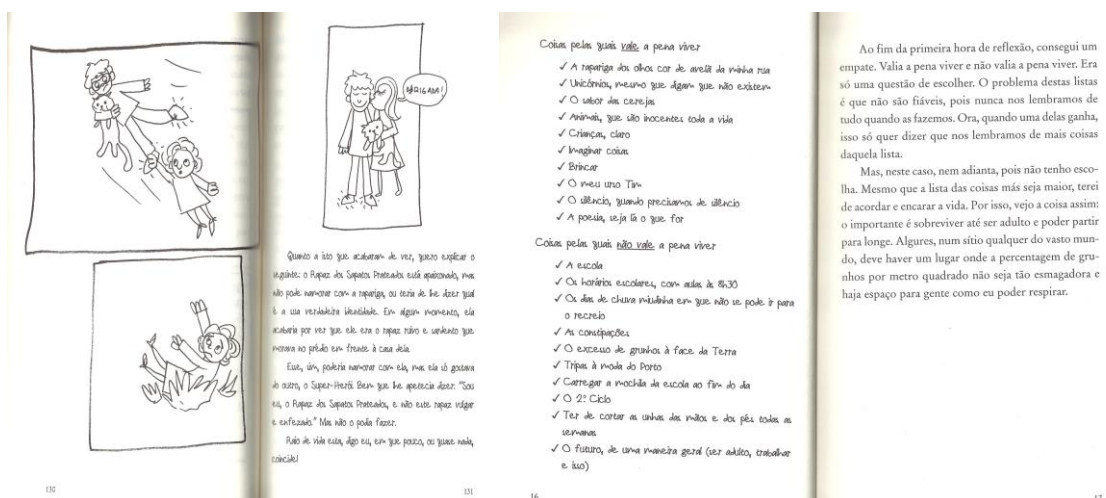 OBRIGADA!
Quanto a isto que acabaram de ver, quero explicar o
seguinte: o Rapaz dos Sapatos Prateados está apaixonado, mas
não pode namorar com a rapariga, ou teria de lhe dizer qual
é a sua verdadeira identidade. Em algum momento, ela
acabaria por ver que ele era o rapaz ruivo e sardento que
morava no prédio em frente à casa dela.
Esse, sim, poderia namorar com ela, mas ela só gostava
do outro, o Super-Herói. Bem que lhe apetecia dizer: "Sou
eu, o Rapaz dos Sapatos Prateados, e não este rapaz vulgar
e enfezado." Mas não o podia fazer.
Raio de vida esta, digo eu, em que pouco, ou quase nada,
coincide!
130
131
Coisas pelas quais vale a pena viver
✓ A rapariga dos olhos cor de avelã da minha rua
✓ Unicórnios, mesmo que digam que não existem
✓ O sabor das cerejas
✓ Animais, que são inocentes toda a vida
✓ Crianças, claro
✓ Imaginar coisas
✓ Brincar
✓ O meu urso Tim
✓ O silêncio, quando precisamos de silêncio
✓ A poesia, seja lá o que for
Coisas pelas quais não vale a pena viver
✓ A escola
✓ Os horários escolares, com aulas às 8h30
✓ Os dias de chuva miudinha em que não se pode ir para
o recreio
✓ As constipações
✓ O excesso de grunhos à face da Terra
✓ Tripas à moda do Porto
✓ Carregar a mochila da escola ao fim do dia
✓ O 2º Ciclo
✓ Ter de cortar as unhas das mãos e dos pés todas as
semanas
✓ O futuro, de uma maneira geral (ser adulto, trabalhar
e isso)
16
Ao fim da primeira hora de reflexão, consegui um
empate. Valia a pena viver e não valia a pena viver. Era
só uma questão de escolher. O problema destas listas
é que não são fiáveis, pois nunca nos lembramos de
tudo quando as fazemos. Ora, quando uma delas ganha,
isso só quer dizer que nos lembramos de mais coisas
daquela lista.
Mas, neste caso, nem adianta, pois não tenho esco-
lha. Mesmo que a lista das coisas más seja maior, terei
de acordar e encarar a vida. Por isso, vejo a coisa assim:
o importante é sobreviver até ser adulto e poder partir
para longe. Algures, num sítio qualquer do vasto mun-
do, deve haver um lugar onde a percentagem de gru-
nhos por metro quadrado não seja tão esmagadora e
haja espaço para gente como eu poder respirar.